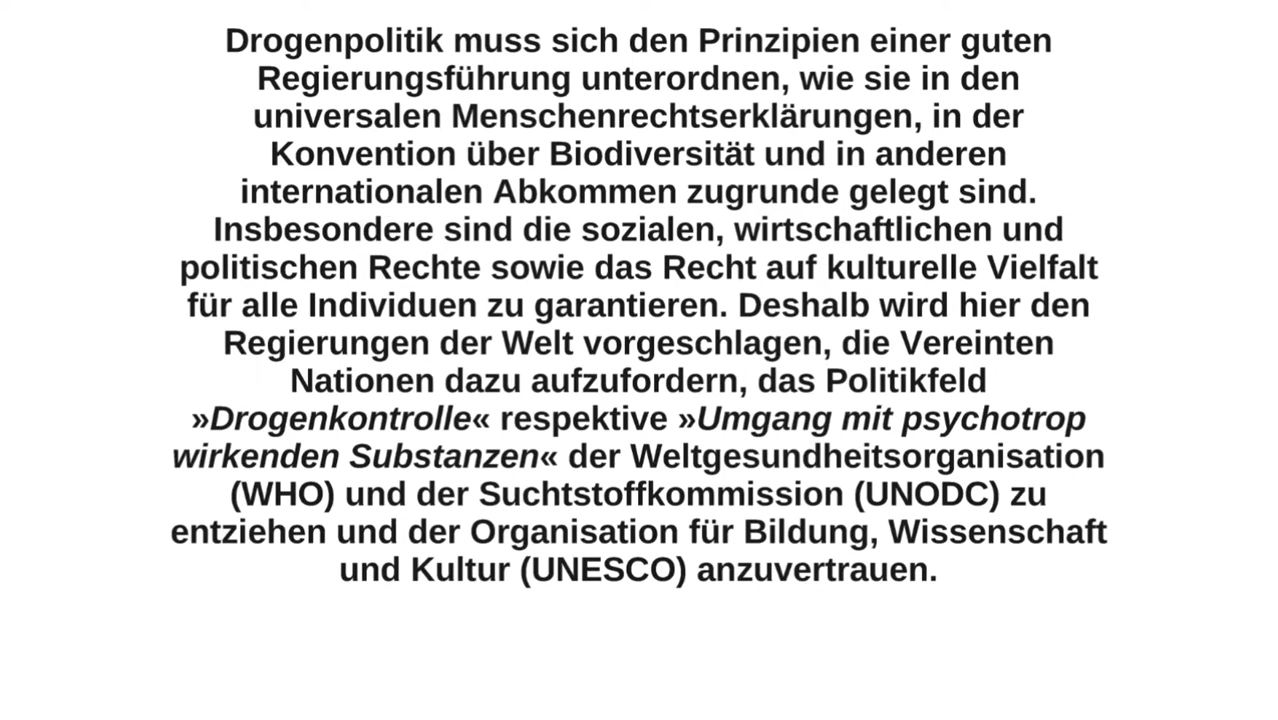 Drogenpolitik muss sich den Prinzipien einer guten
Regierungsführung unterordnen, wie sie in den
universalen Menschenrechtserklärungen, in der
Konvention über Biodiversität und in anderen
internationalen Abkommen zugrunde gelegt sind.
Insbesondere sind die sozialen, wirtschaftlichen und
politischen Rechte sowie das Recht auf kulturelle Vielfalt
für alle Individuen zu garantieren. Deshalb wird hier den
Regierungen der Welt vorgeschlagen, die Vereinten
Nationen dazu aufzufordern, das Politikfeld
»Drogenkontrolle« respektive »Umgang mit psychotrop
wirkenden Substanzen« der Weltgesundheitsorganisation
(WHO) und der Suchtstoffkommission (UNODC) zu
entziehen und der Organisation für Bildung, Wissenschaft
und Kultur (UNESCO) anzuvertrauen.